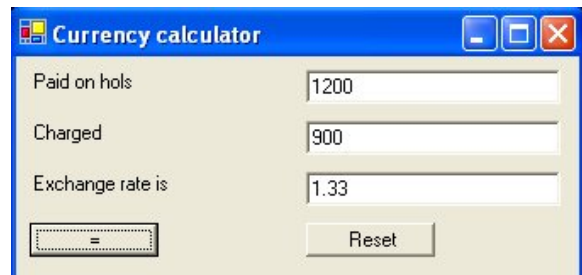 Currency calculator
Paid on hols 1200
Charged 900
Exchange rate is 1.33
= Reset